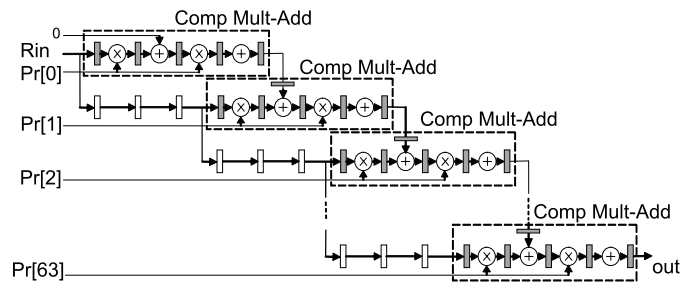 Comp Mult-Add
0
Rin
Pr[0]
Comp Mult-Add
Pr[1]
Comp Mult-Add
Pr[2]
Comp Mult-Add
out
Pr[63]